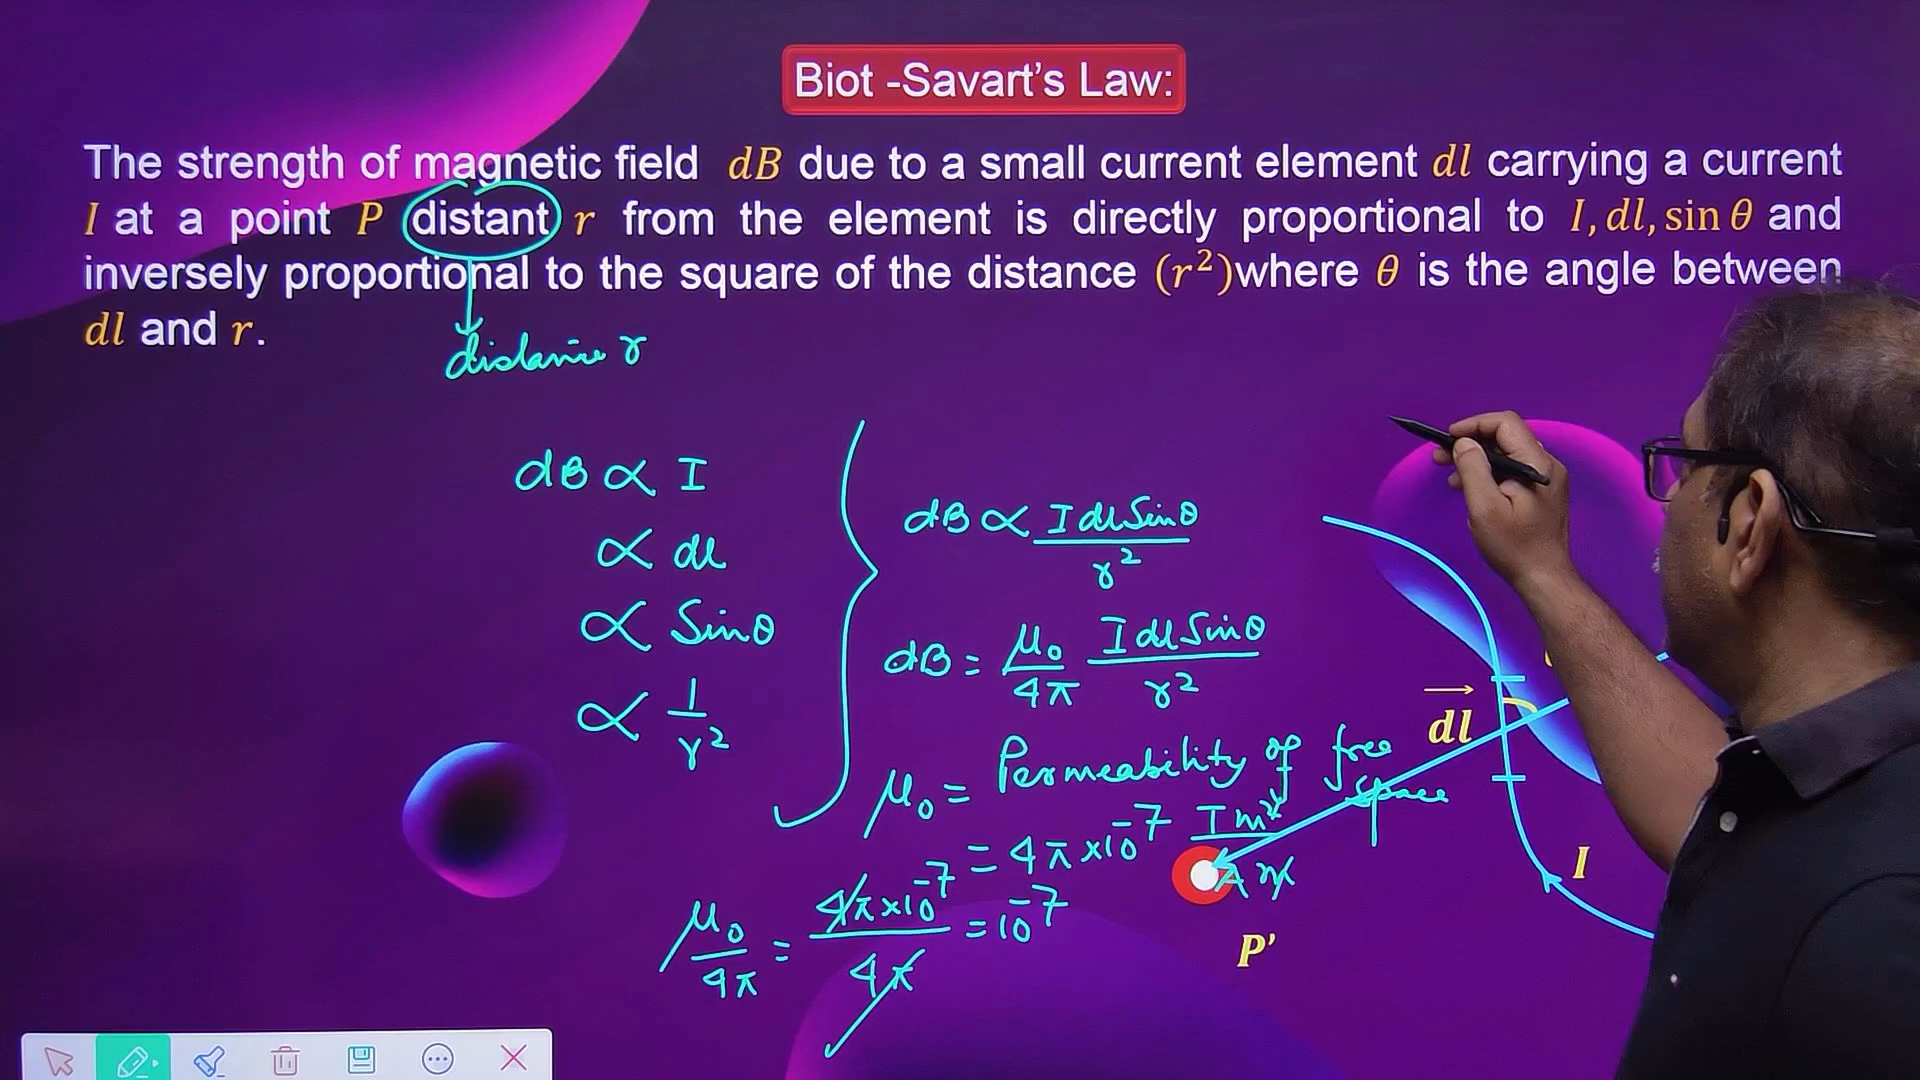 Biot -Savart's Law:
The strength of magnetic field dB due to a small current element dl carrying a current
I at a point P distant r from the element is directly proportional to I, dl, sin θ and
inversely proportional to the square of the distance (r²)where θ is the angle between
dl and r.
distance r
dB ∝ I
∝ dl
∝ Sinθ
∝ 1/r²
dB ∝ I dl Sinθ / r²
dB = μ₀/4π I dl Sinθ / r²
μ₀ = Permeability of free
space
= 4π×10⁻⁷ T m² / A m
μ₀/4π = 4π×10⁻⁷ / 4π = 10⁻⁷
dl
I
P'